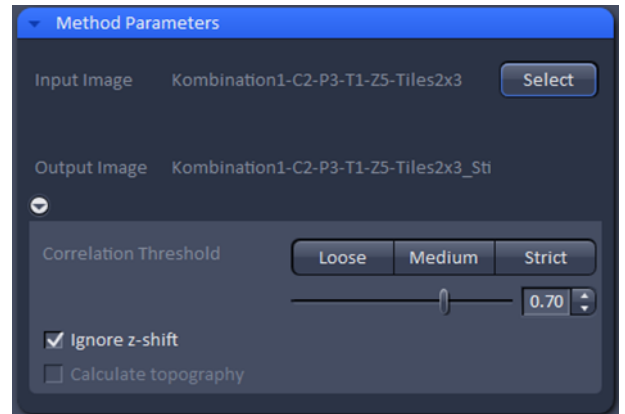 Method Parameters
Input Image Kombination1-C2-P3-T1-Z5-Tiles2x3 Select
Output Image Kombination1-C2-P3-T1-Z5-Tiles2x3_Sti
Correlation Threshold Loose Medium Strict
0.70
Ignore z-shift
Calculate topography